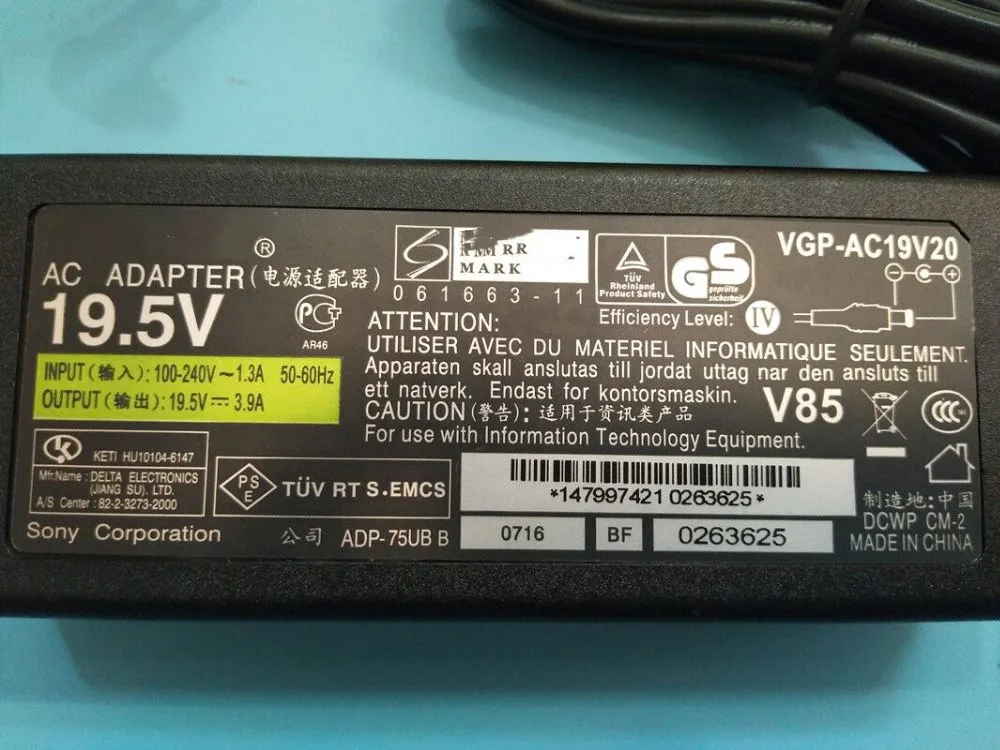 AC ADAPTER(电源适配器)
®
19.5V
AR46
INPUT(输入): 100-240V～1.3A 50-60Hz
OUTPUT(输出): 19.5V⎓3.9A
KETI HU10104-6147
Mfr.Name : DELTA ELECTRONICS
(JIANG SU). LTD.
A/S Center : 82-2-3273-2000
Sony Corporation
公司 ADP-75UB B
PS
E
TÜV RT S-EMCS
RR
MARK
061663-11
TÜV
Rheinland
Product Safety
GS
geprüfte
sicherheit
VGP-AC19V20
Efficiency Level: IV
ATTENTION:
UTILISER AVEC DU MATERIEL INFORMATIQUE SEULEMENT.
Apparaten skall anslutas till jordat uttag nar den ansluts till
ett natverk. Endast for kontorsmaskin.
CAUTION(警告): 适用于资讯类产品
For use with Information Technology Equipment.
V85
*147997421 0263625*
0716
BF
0263625
制造地:中国
DCWP CM-2
MADE IN CHINA